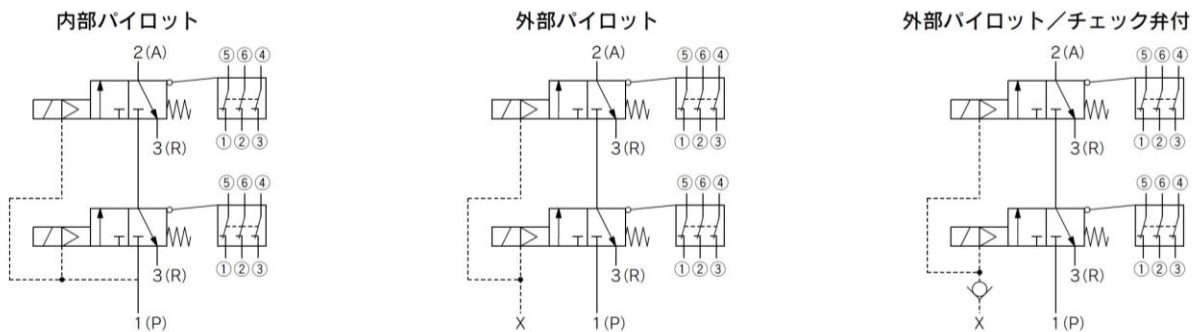 内部パイロット
2(A)
⑤⑥④
①②③
3(R)
⑤⑥④
①②③
3(R)
1(P)
外部パイロット
2(A)
⑤⑥④
①②③
3(R)
⑤⑥④
①②③
3(R)
X
1(P)
外部パイロット／チェック弁付
2(A)
⑤⑥④
①②③
3(R)
⑤⑥④
①②③
3(R)
X
1(P)